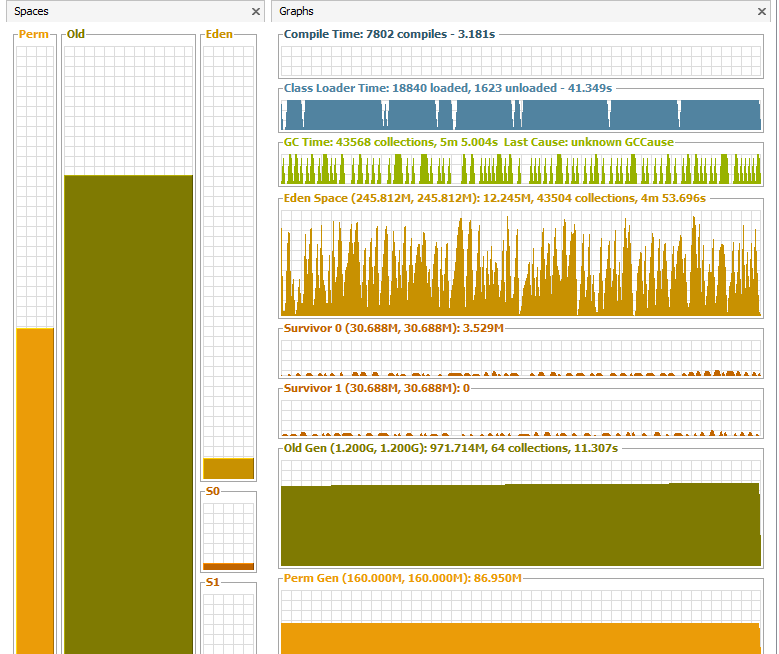 Spaces
Graphs
Perm
Old
Eden
S0
S1
Compile Time: 7802 compiles - 3.181s
Class Loader Time: 18840 loaded, 1623 unloaded - 41.349s
GC Time: 43568 collections, 5m 5.004s  Last Cause: unknown GCCause
Eden Space (245.812M, 245.812M): 12.245M, 43504 collections, 4m 53.696s
Survivor 0 (30.688M, 30.688M): 3.529M
Survivor 1 (30.688M, 30.688M): 0
Old Gen (1.200G, 1.200G): 971.714M, 64 collections, 11.307s
Perm Gen (160.000M, 160.000M): 86.950M